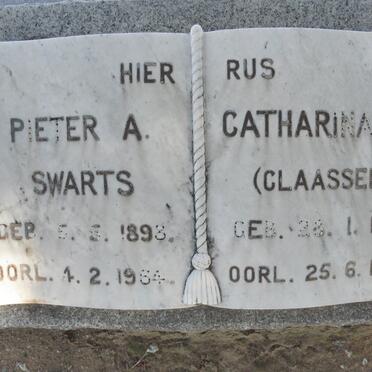 HIER RUS
PIETER A.
SWARTS
GEB. 5.5.1893.
OORL. 4.2.1964.
CATHARINA
(CLAASSE
GEB. 28.1.
OORL. 25.6.